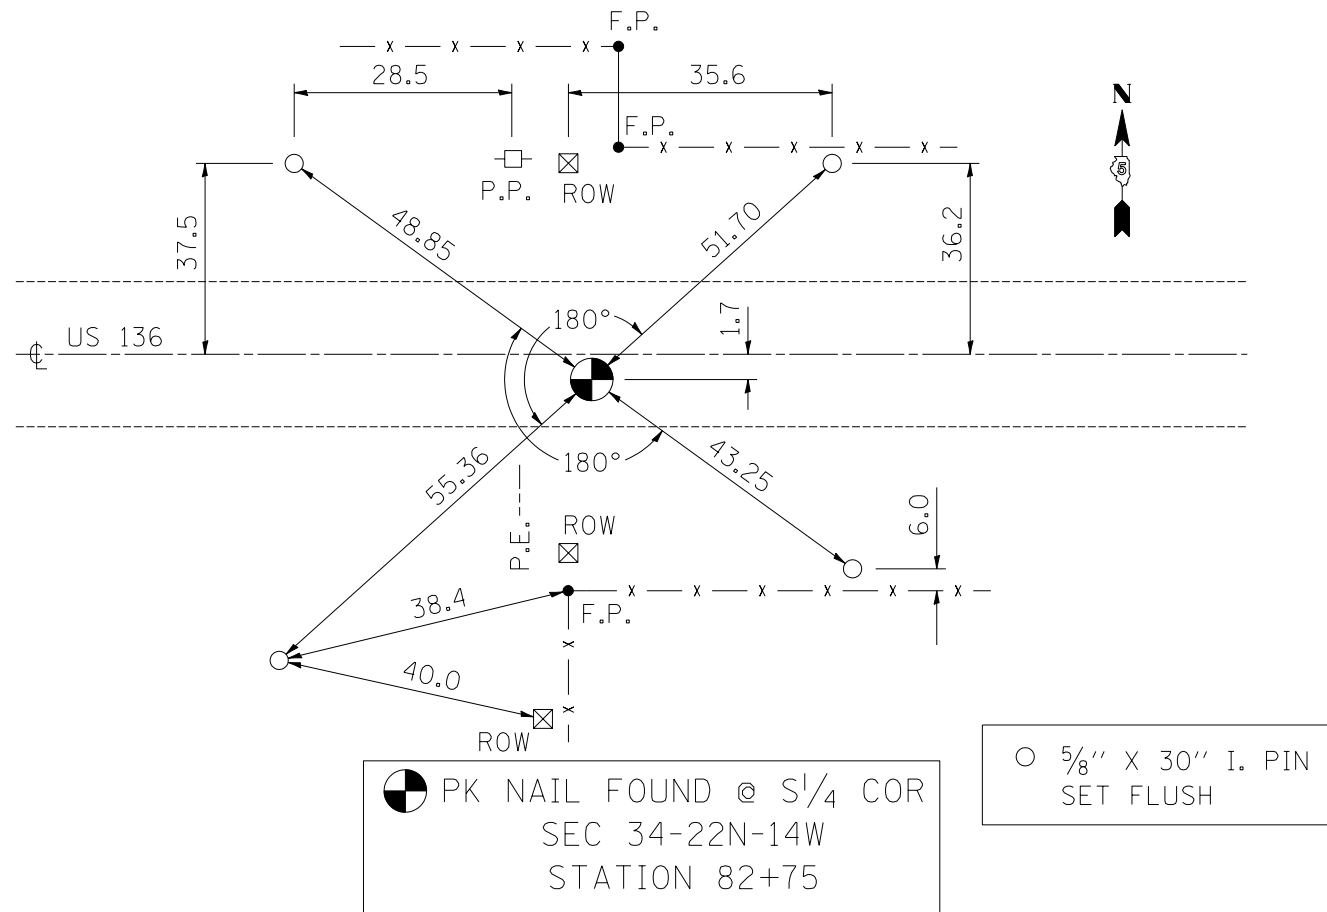 F.P.
28.5
35.6
N
F.P.
5
P.P.
ROW
37.5
48.85
51.70
36.2
1.7
180°
US 136
℄
180°
55.36
43.25
P.E.
ROW
6.0
38.4
F.P.
40.0
ROW
PK NAIL FOUND @ S1/4 COR
SEC 34-22N-14W
STATION 82+75
5/8" X 30" I. PIN
SET FLUSH